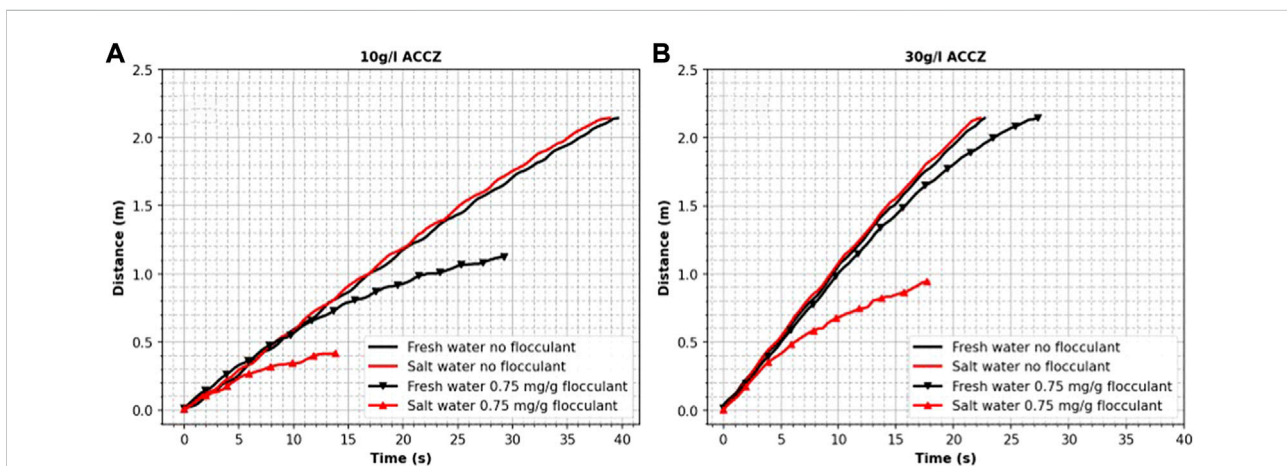 A
10g/l ACCZ
2.5
2.0
1.5
1.0
0.5
0.0
Distance (m)
Fresh water no flocculant
Salt water no flocculant
Fresh water 0.75 mg/g flocculant
Salt water 0.75 mg/g flocculant
0 5 10 15 20 25 30 35 40
Time (s)
B
30g/l ACCZ
2.5
2.0
1.5
1.0
0.5
0.0
Distance (m)
Fresh water no flocculant
Salt water no flocculant
Fresh water 0.75 mg/g flocculant
Salt water 0.75 mg/g flocculant
0 5 10 15 20 25 30 35 40
Time (s)